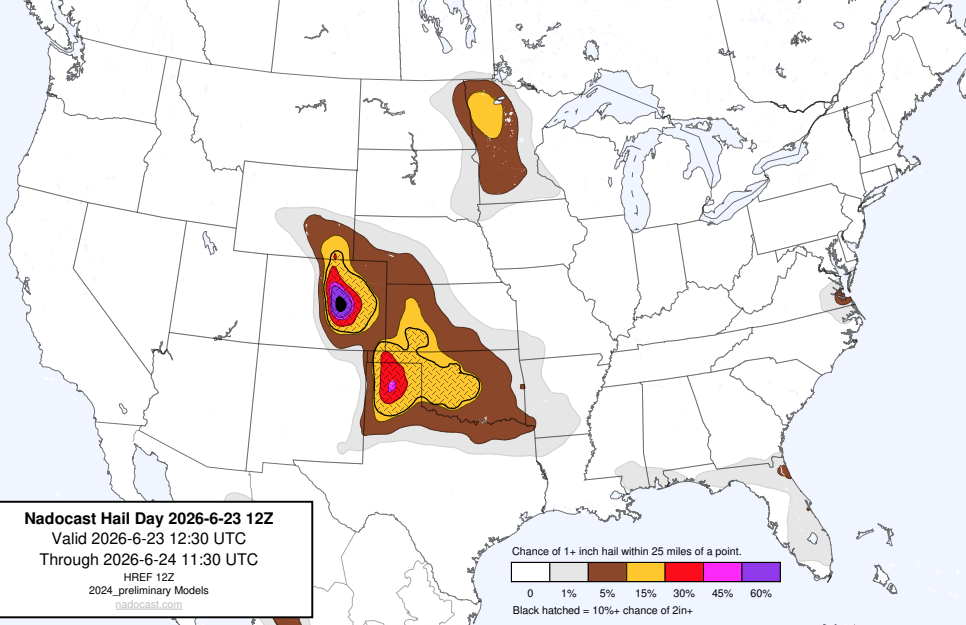 Nadocast Hail Day 2026-6-23 12Z
Valid 2026-6-23 12:30 UTC
Through 2026-6-24 11:30 UTC
HREF 12Z
2024_preliminary Models
nadocast.com
Chance of 1+ inch hail within 25 miles of a point.
0 1% 5% 15% 30% 45% 60%
Black hatched = 10%+ chance of 2in+